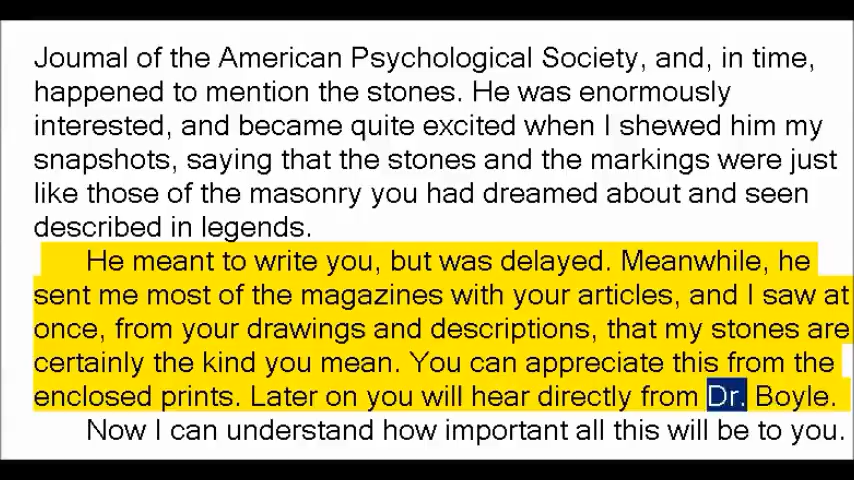 Journal of the American Psychological Society, and, in time,
happened to mention the stones. He was enormously
interested, and became quite excited when I shewed him my
snapshots, saying that the stones and the markings were just
like those of the masonry you had dreamed about and seen
described in legends.
He meant to write you, but was delayed. Meanwhile, he
sent me most of the magazines with your articles, and I saw at
once, from your drawings and descriptions, that my stones are
certainly the kind you mean. You can appreciate this from the
enclosed prints. Later on you will hear directly from Dr. Boyle.
Now I can understand how important all this will be to you.